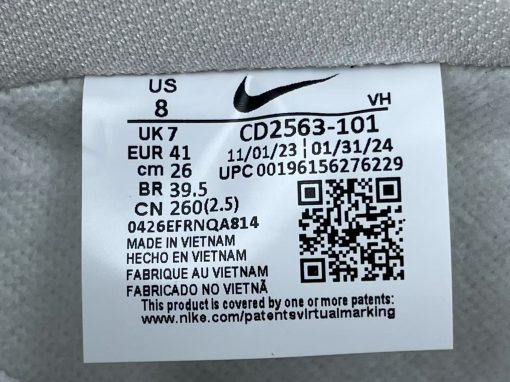 US
8
VH
UK 7
CD2563-101
EUR 41
11/01/23 | 01/31/24
cm 26
UPC 00196156276229
BR 39.5
CN 260(2.5)
0426EFRNQA814
MADE IN VIETNAM
HECHO EN VIETNAM
FABRIQUE AU VIETNAM
FABRICADO NO VIETNÃ
This product is covered by one or more patents:
www.nike.com/patentsvirtualmarking